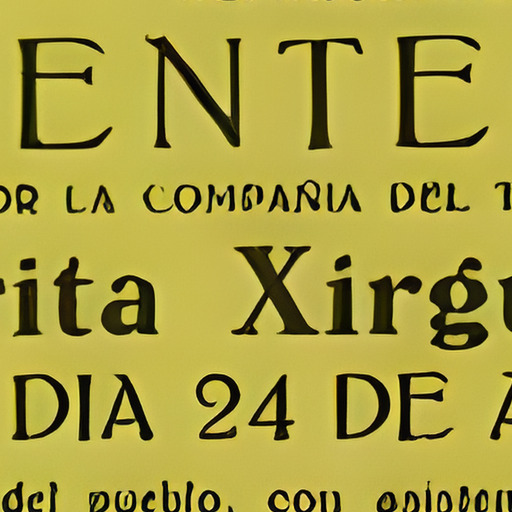 ENTE
OR LA COMPAÑIA DEL T
rita Xirgu
DIA 24 DE A
del pueblo, con